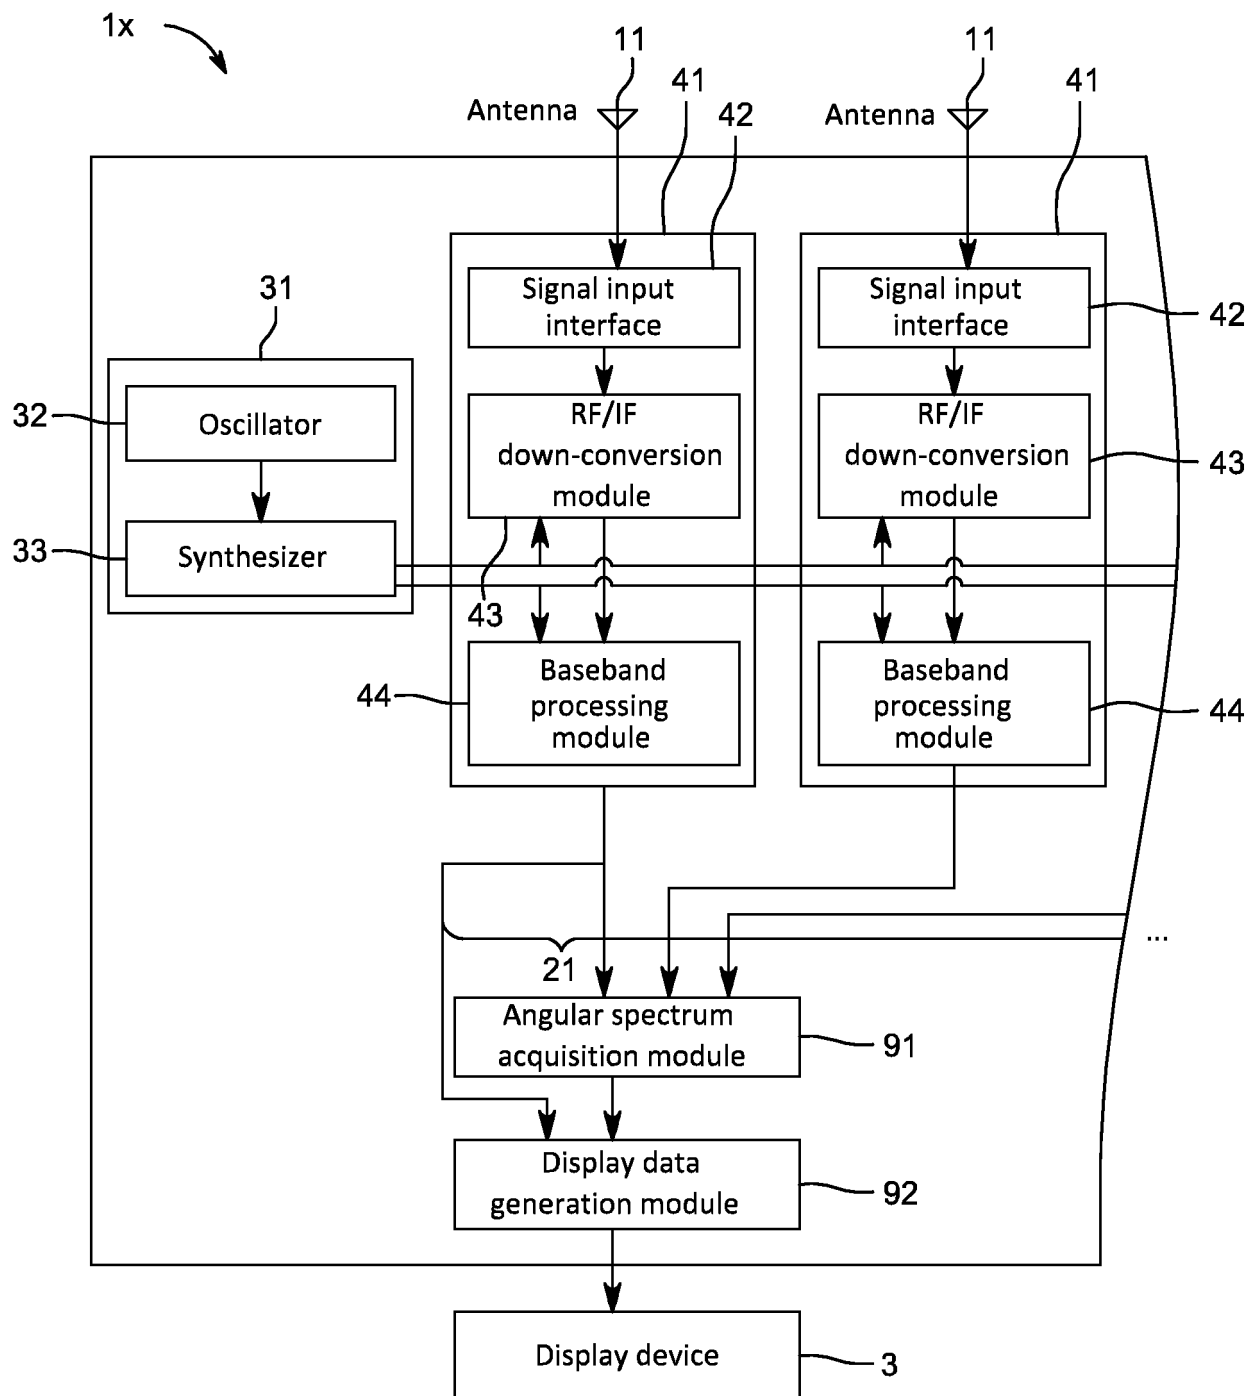 1x
11
11
41
41
Antenna
42
Antenna
31
Signal input
interface
Signal input
interface
42
32
Oscillator
RF/IF
down-conversion
module
RF/IF
down-conversion
module
43
33
Synthesizer
43
44
Baseband
processing
module
Baseband
processing
module
44
...
21
Angular spectrum
acquisition module
91
Display data
generation module
92
Display device
3